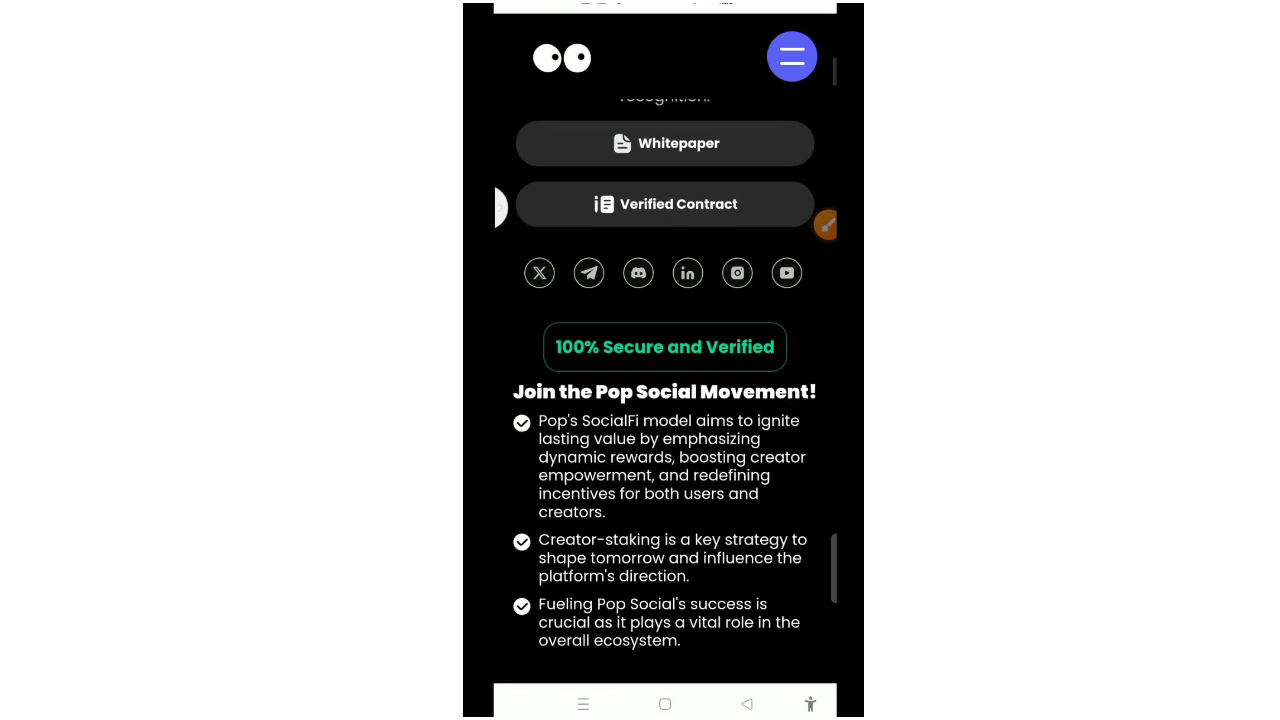 recognition.
Whitepaper
Verified Contract
100% Secure and Verified
Join the Pop Social Movement!
Pop's SocialFi model aims to ignite
lasting value by emphasizing
dynamic rewards, boosting creator
empowerment, and redefining
incentives for both users and
creators.
Creator-staking is a key strategy to
shape tomorrow and influence the
platform's direction.
Fueling Pop Social's success is
crucial as it plays a vital role in the
overall ecosystem.